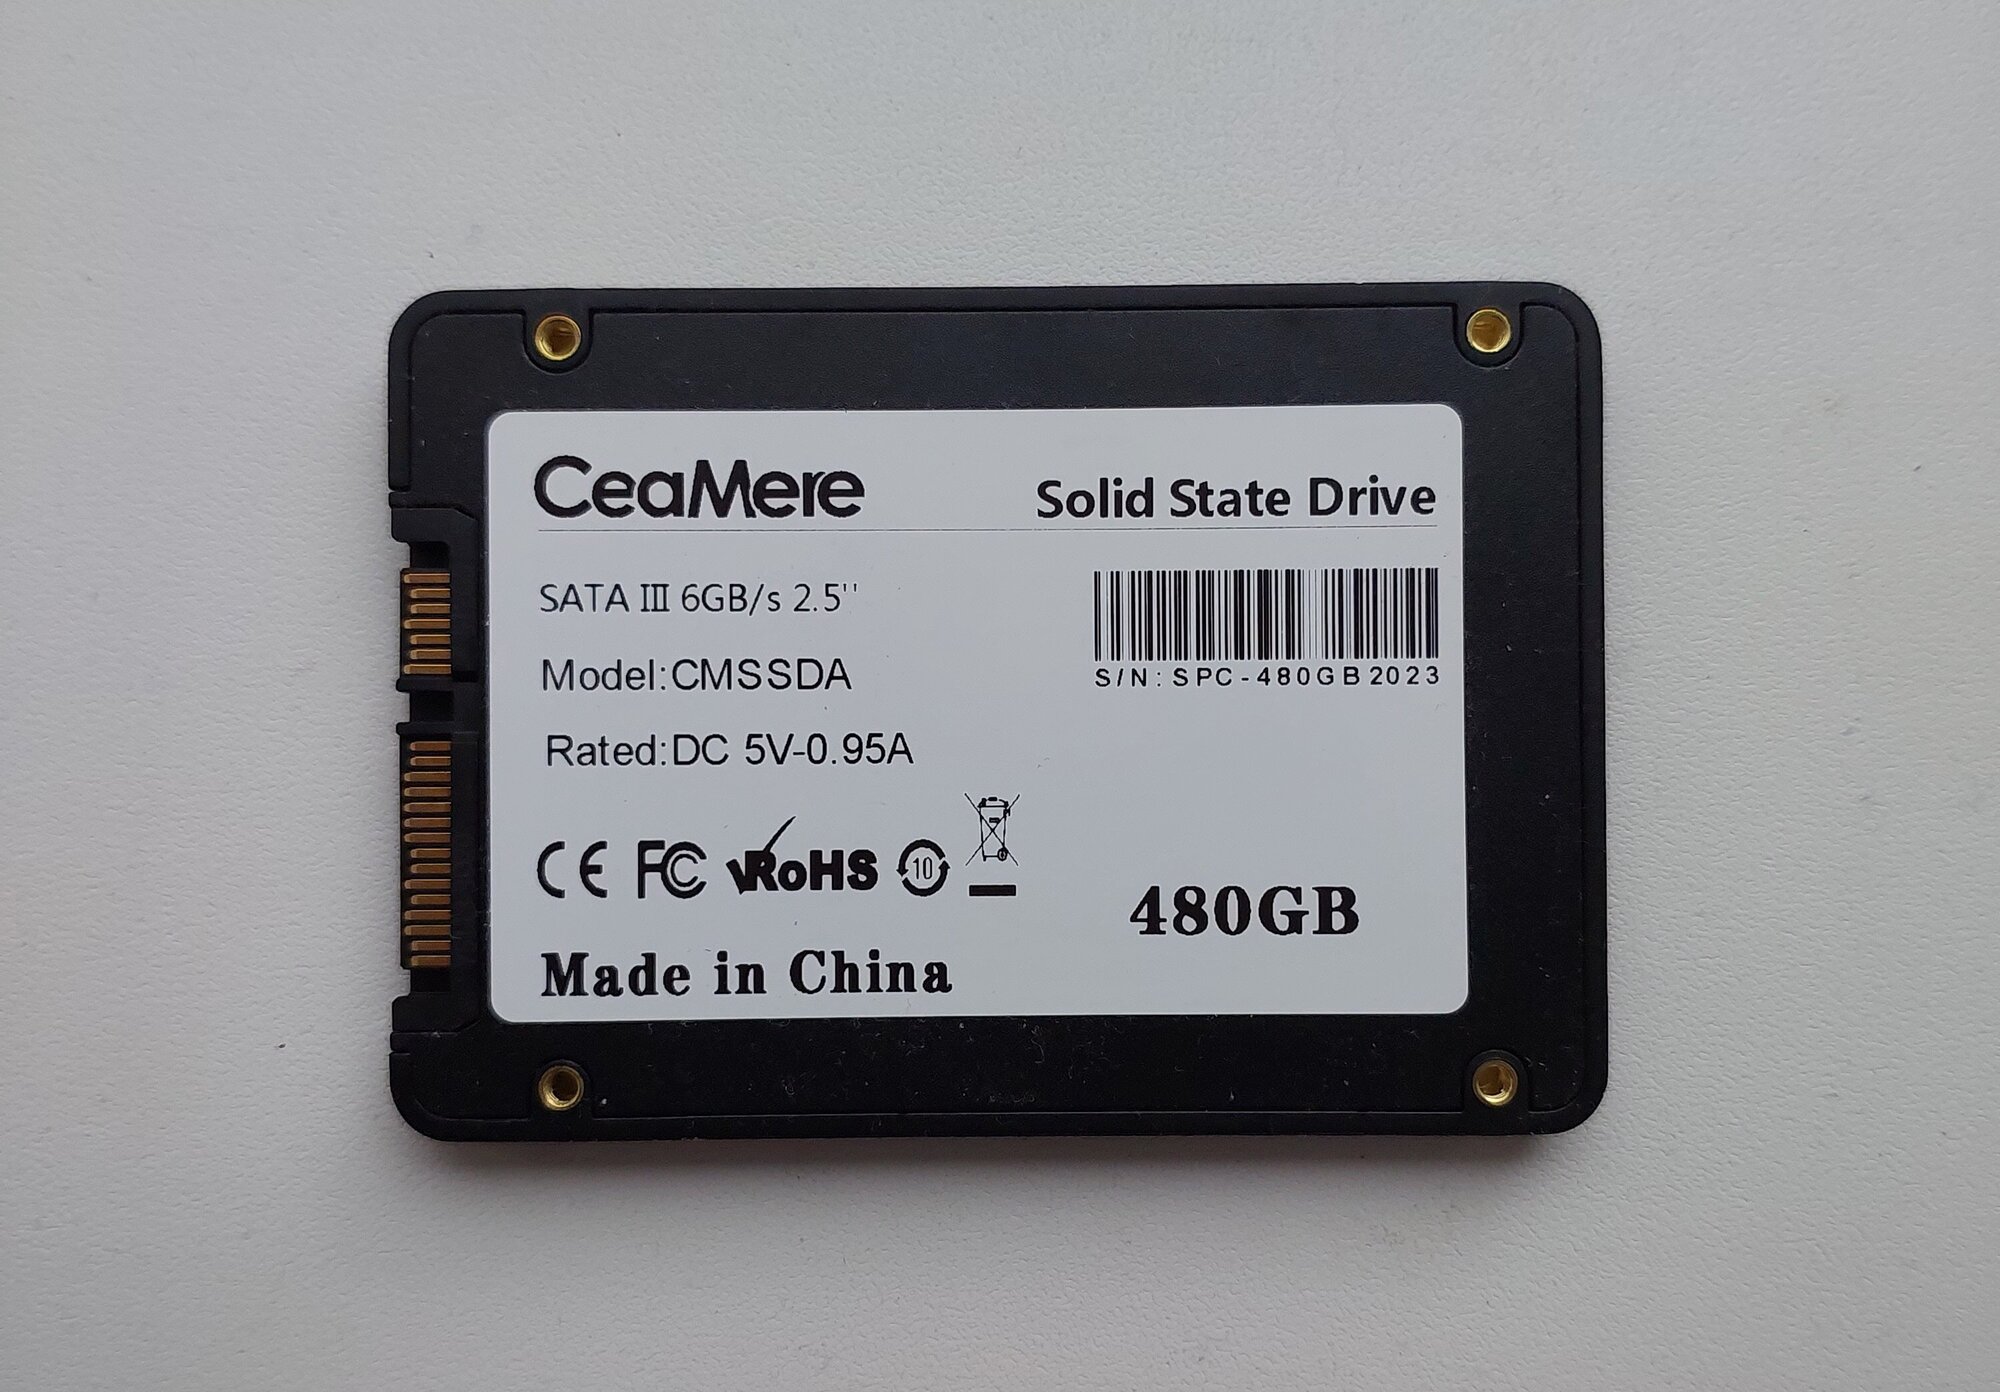 CeaMere
Solid State Drive
SATA III 6GB/s 2.5''
Model:CMSSDA
S/N:SPC-480GB2023
Rated:DC 5V-0.95A
CE FC RoHS 10
480GB
Made in China